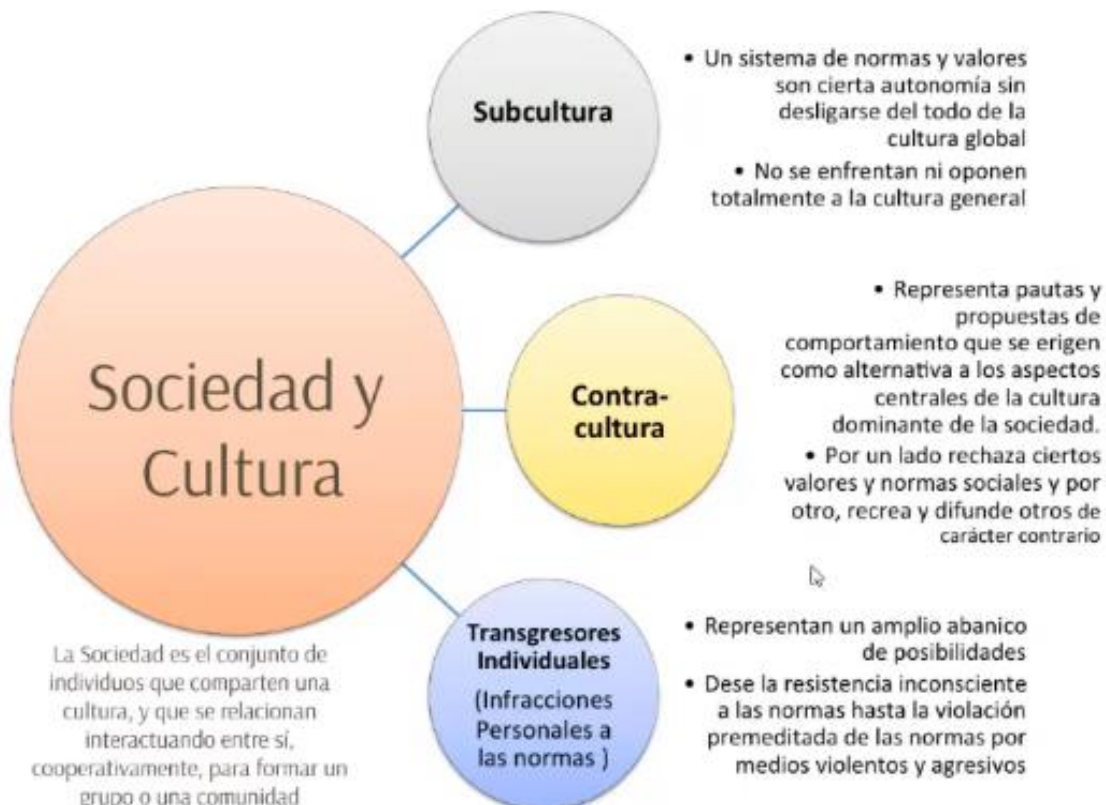 Subcultura
• Un sistema de normas y valores
son cierta autonomía sin
desligarse del todo de la
cultura global
• No se enfrentan ni oponen
totalmente a la cultura general
Sociedad y
Cultura
Contra-
cultura
• Representa pautas y
propuestas de
comportamiento que se erigen
como alternativa a los aspectos
centrales de la cultura
dominante de la sociedad.
• Por un lado rechaza ciertos
valores y normas sociales y por
otro, recrea y difunde otros de
carácter contrario
Transgresores
Individuales
(Infracciones
Personales a
las normas )
• Representan un amplio abanico
de posibilidades
• Dese la resistencia inconsciente
a las normas hasta la violación
premeditada de las normas por
medios violentos y agresivos
La Sociedad es el conjunto de
individuos que comparten una
cultura, y que se relacionan
interactuando entre sí,
cooperativamente, para formar un
grupo o una comunidad